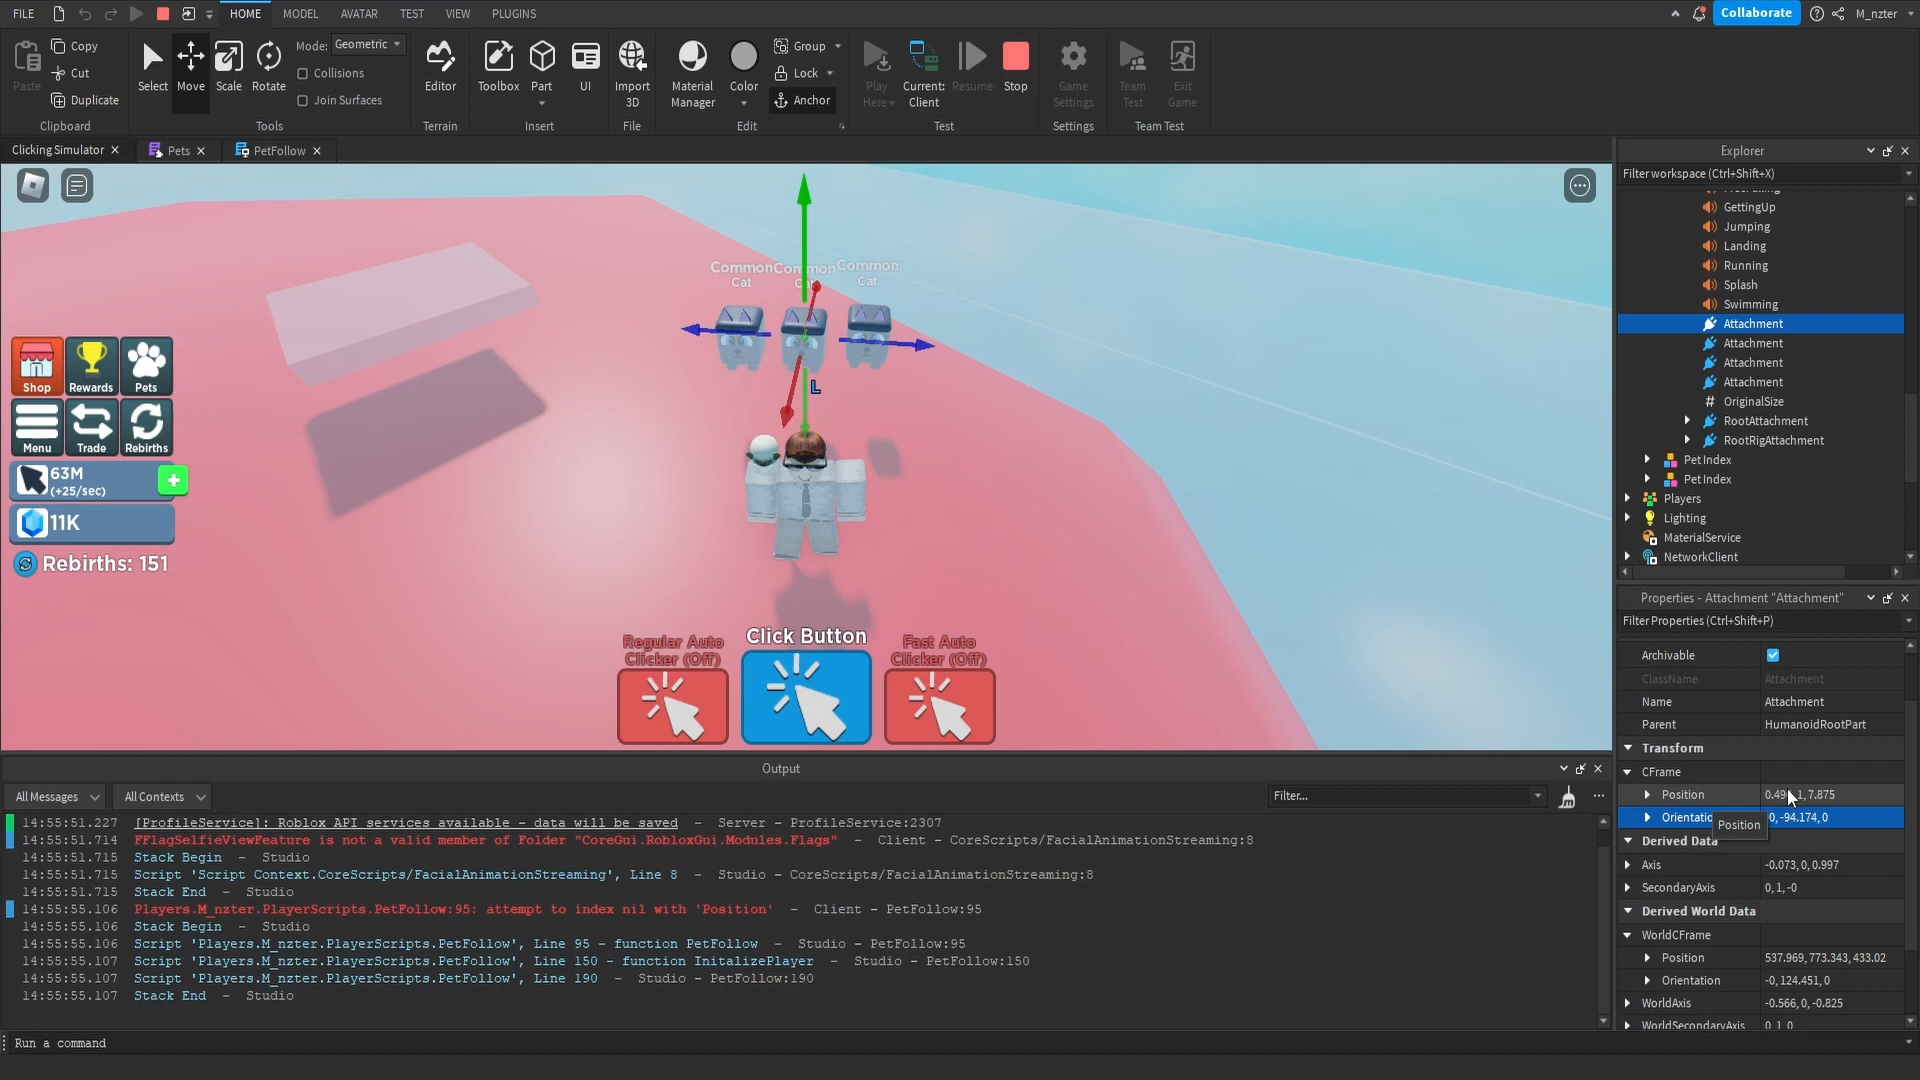 FILE HOME MODEL AVATAR TEST VIEW PLUGINS Collaborate M_nzter
Paste Copy Cut Duplicate Clipboard
Select Move Scale Rotate Mode: Geometric Collisions Join Surfaces Tools
Editor Terrain
Toolbox Part UI Insert
Import 3D File
Material Manager Color Group Lock Anchor Edit
Play Here Current: Client Resume Stop Test
Game Settings Settings
Team Test Exit Game Team Test
Clicking Simulator Pets PetFollow
Common Cat
Common
Common Cat
Shop Rewards Pets
Menu Trade Rebirths
63M
(+25/sec)
11K
Rebirths: 151
L
Regular Auto Clicker (Off)
Click Button
Fast Auto Clicker (Off)
Explorer
Filter workspace (Ctrl+Shift+X)
GettingUp
Jumping
Landing
Running
Splash
Swimming
Attachment
Attachment
Attachment
Attachment
OriginalSize
RootAttachment
RootRigAttachment
Pet Index
Pet Index
Players
Lighting
MaterialService
NetworkClient
Properties - Attachment "Attachment"
Filter Properties (Ctrl+Shift+P)
Archivable
ClassName Attachment
Name Attachment
Parent HumanoidRootPart
Transform
CFrame
Position
Position
Derived Data
Axis -0.073, 0, 0.997
SecondaryAxis 0, 1, -0
Derived World Data
WorldCFrame
Position 537.969, 773.343, 433.02
Orientation -0, 124.451, 0
WorldAxis -0.566, 0, -0.825
WorldSecondaryAxis 0, 1, 0
Output
All Messages All Contexts Filter...
14:55:51.227 [ProfileService]: Roblox API services available - data will be saved - Server - ProfileService:2307
14:55:51.714 FFlagSelfieViewFeature is not a valid member of Folder "CoreGui.RobloxGui.Modules.Flags" - Client - CoreScripts/FacialAnimationStreaming:8
14:55:51.715 Stack Begin - Studio
14:55:51.715 Script 'Script Context.CoreScripts/FacialAnimationStreaming', Line 8 - Studio - CoreScripts/FacialAnimationStreaming:8
14:55:51.715 Stack End - Studio
14:55:55.106 Players.M_nzter.PlayerScripts.PetFollow:95: attempt to index nil with 'Position' - Client - PetFollow:95
14:55:55.106 Stack Begin - Studio
14:55:55.106 Script 'Players.M_nzter.PlayerScripts.PetFollow', Line 95 - function PetFollow - Studio - PetFollow:95
14:55:55.107 Script 'Players.M_nzter.PlayerScripts.PetFollow', Line 150 - function InitalizePlayer - Studio - PetFollow:150
14:55:55.107 Script 'Players.M_nzter.PlayerScripts.PetFollow', Line 190 - Studio - PetFollow:190
14:55:55.107 Stack End - Studio
Run a command